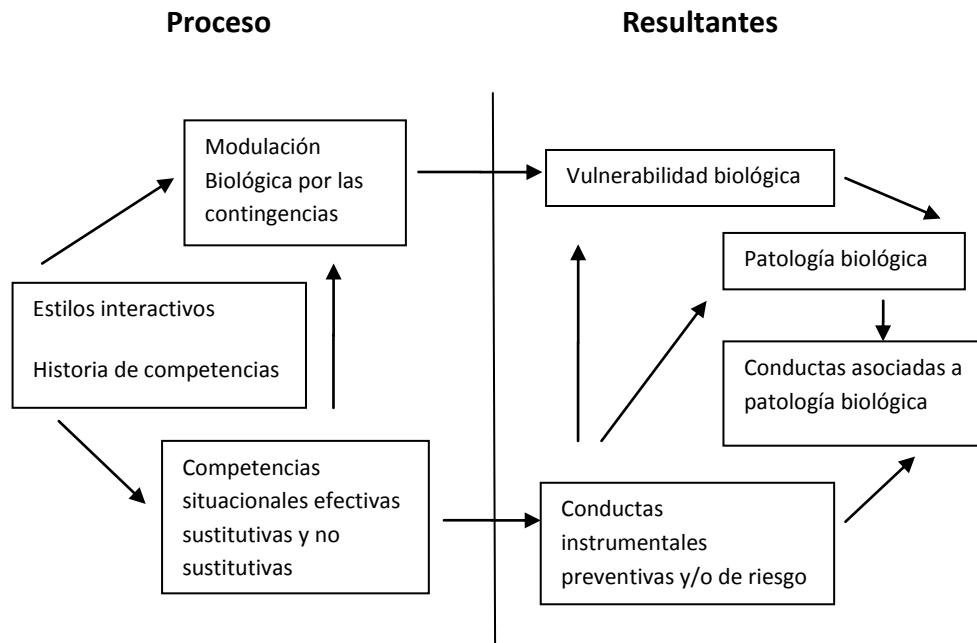 Proceso
Resultantes
Modulación
Biológica por las
contingencias
Vulnerabilidad biológica
Patología biológica
Estilos interactivos
Historia de competencias
Conductas asociadas a
patología biológica
Competencias
situacionales efectivas
sustitutivas y no
sustitutivas
Conductas
instrumentales
preventivas y/o de riesgo